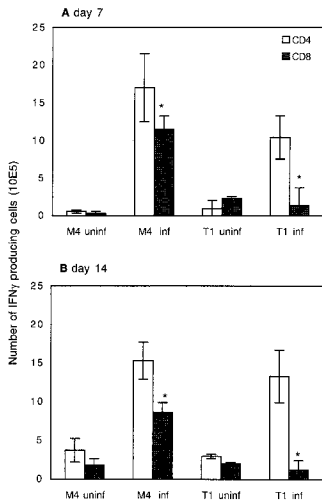 A day 7
CD4
CD8
25
20
15
10
5
0
*
*
M4 uninf M4 inf T1 uninf T1 inf
Number of IFNγ producing cells (10E5)
B day 14
25
20
15
10
5
0
*
*
M4 uninf M4 inf T1 uninf T1 inf